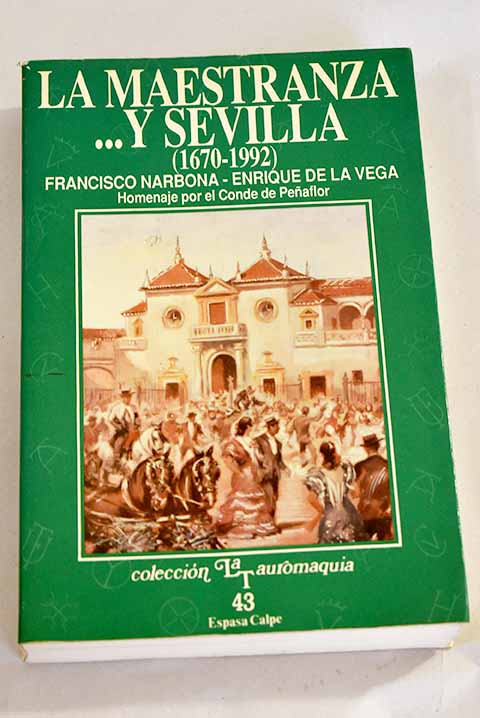 LA MAESTRANZA
...Y SEVILLA
(1670-1992)
FRANCISCO NARBONA - ENRIQUE DE LA VEGA
Homenaje por el Conde de Peñaflor
colección La Tauromaquia
43
Espasa Calpe